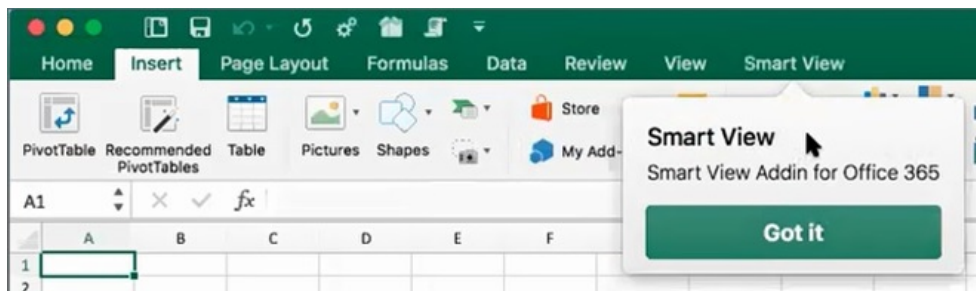 Home Insert Page Layout Formulas Data Review View Smart View
PivotTable
Recommended
PivotTables
Table
Pictures
Shapes
Store
My Add-
Smart View
Smart View Addin for Office 365
Got it
A1 fx
A B C D E F
1
2